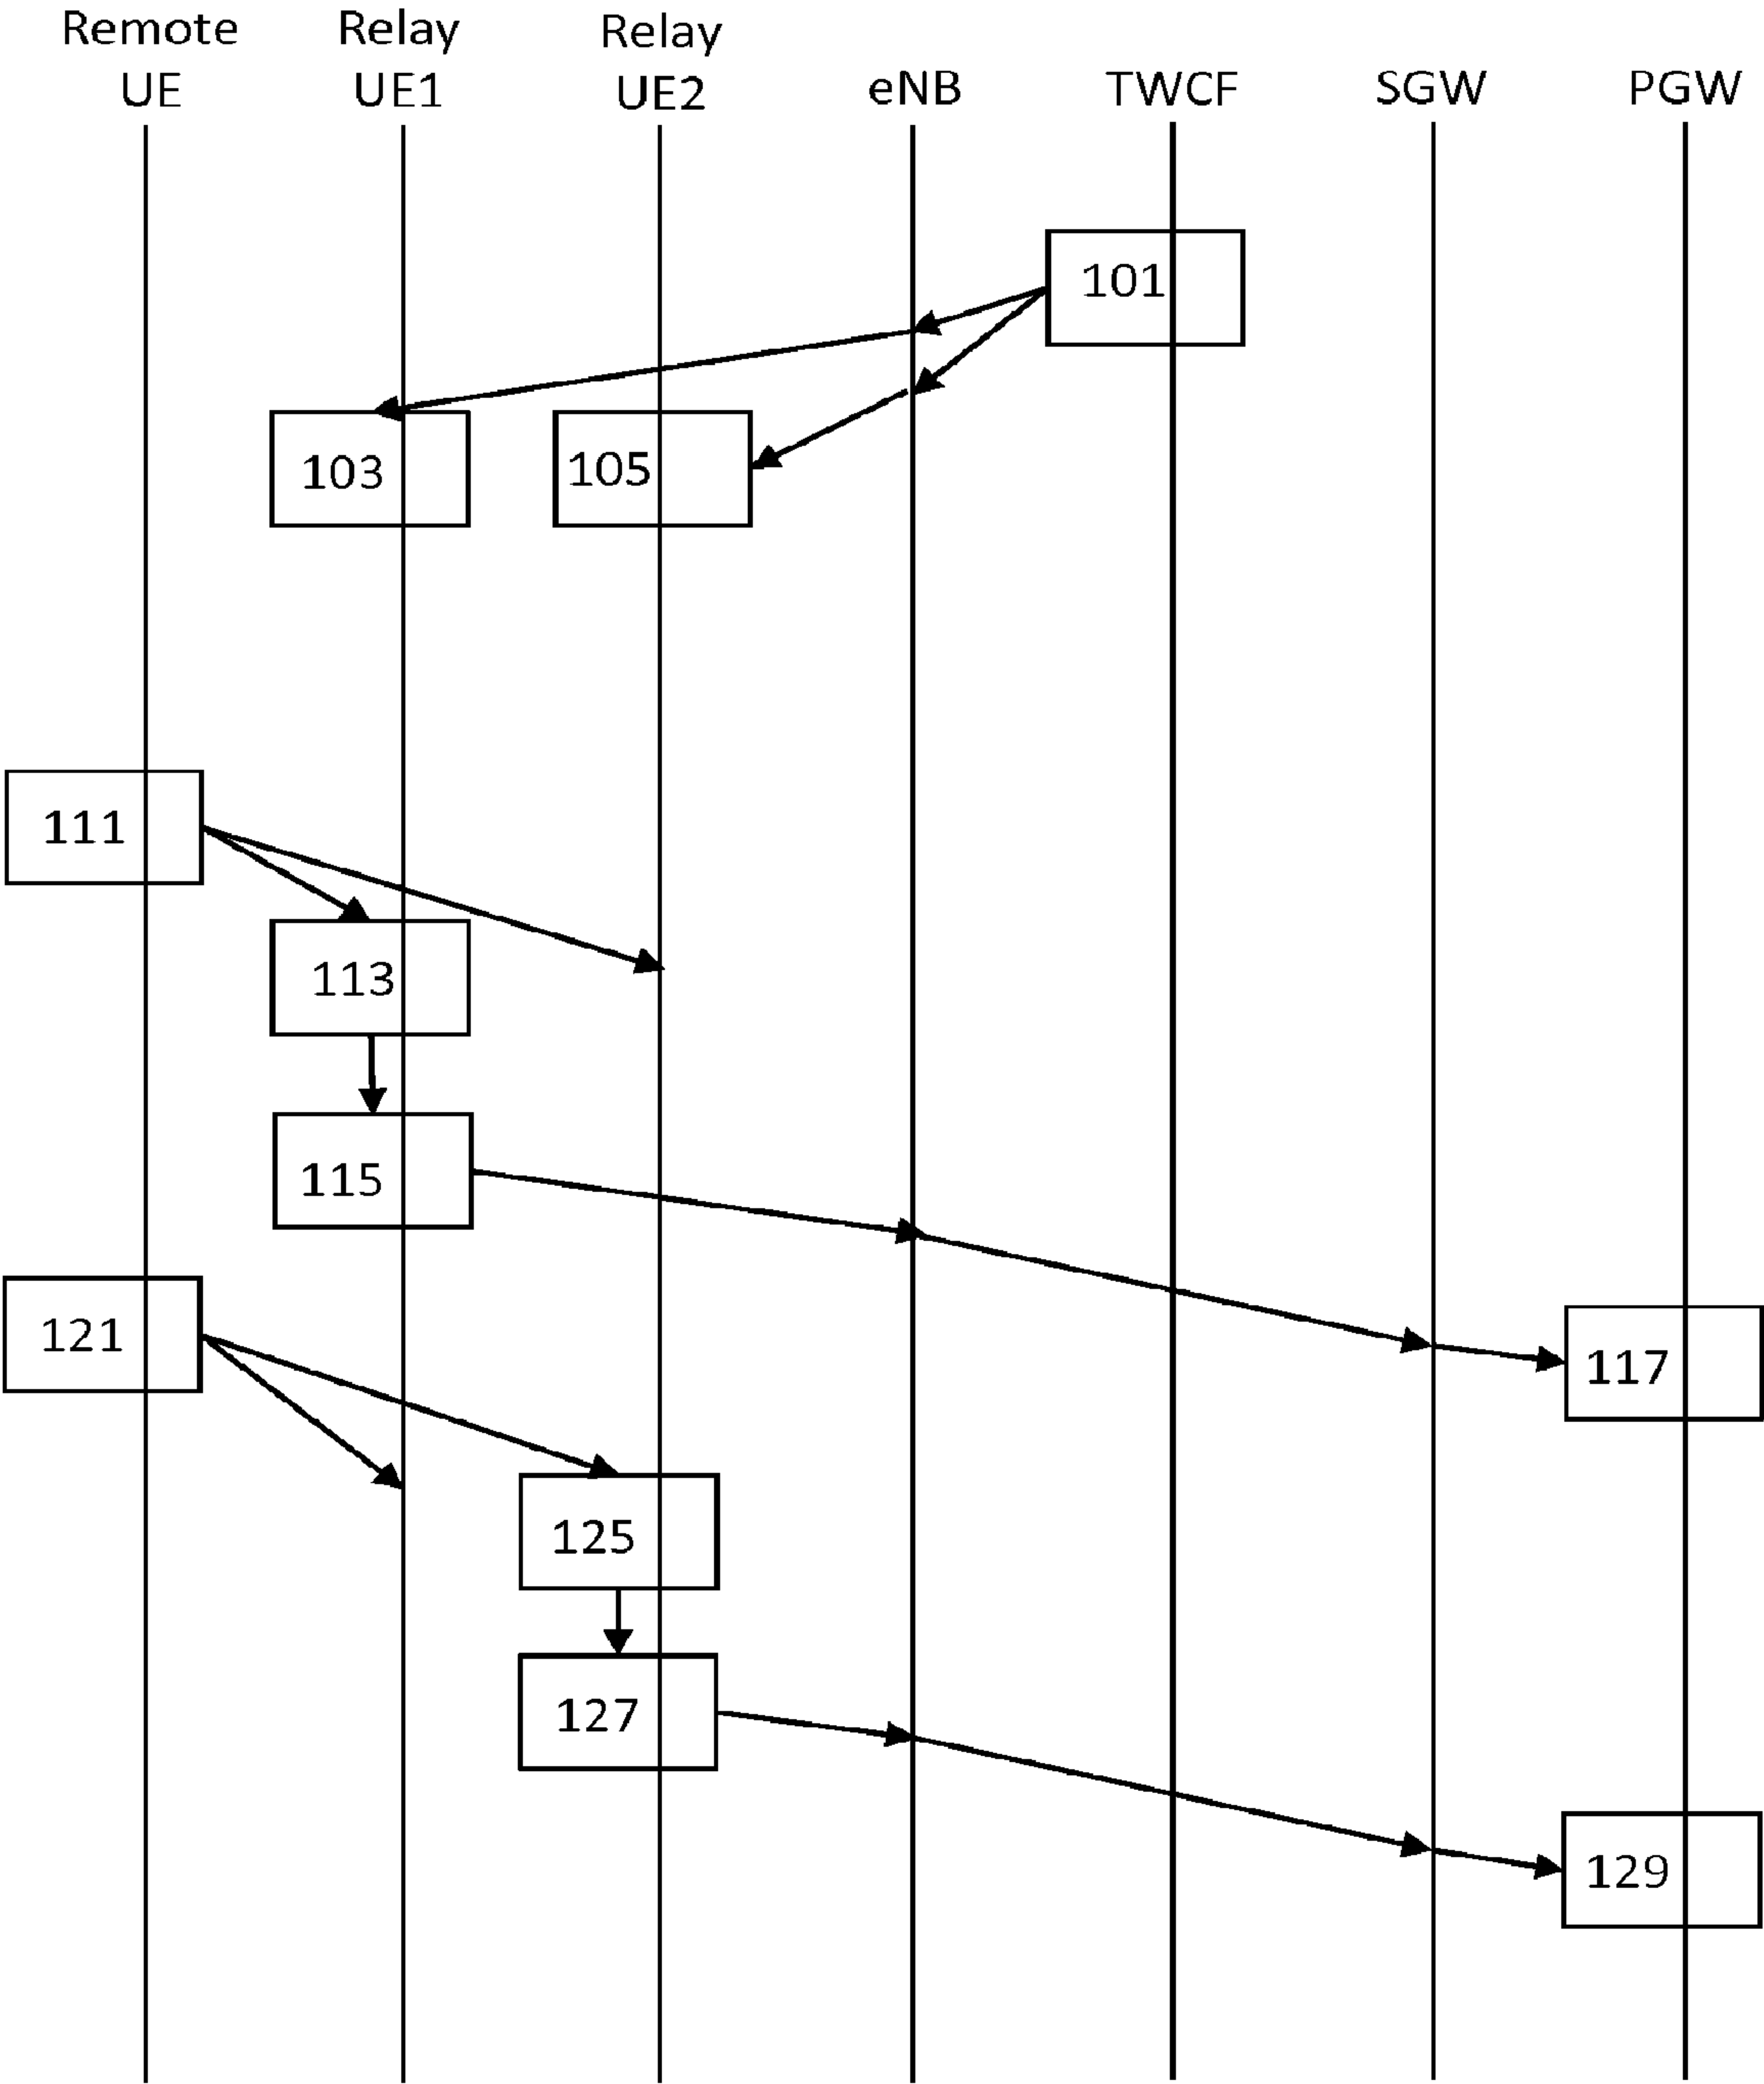 Remote
UE
Relay
UE1
Relay
UE2
eNB
TWCF
SGW
PGW
101
103
105
111
113
115
121
117
125
127
129